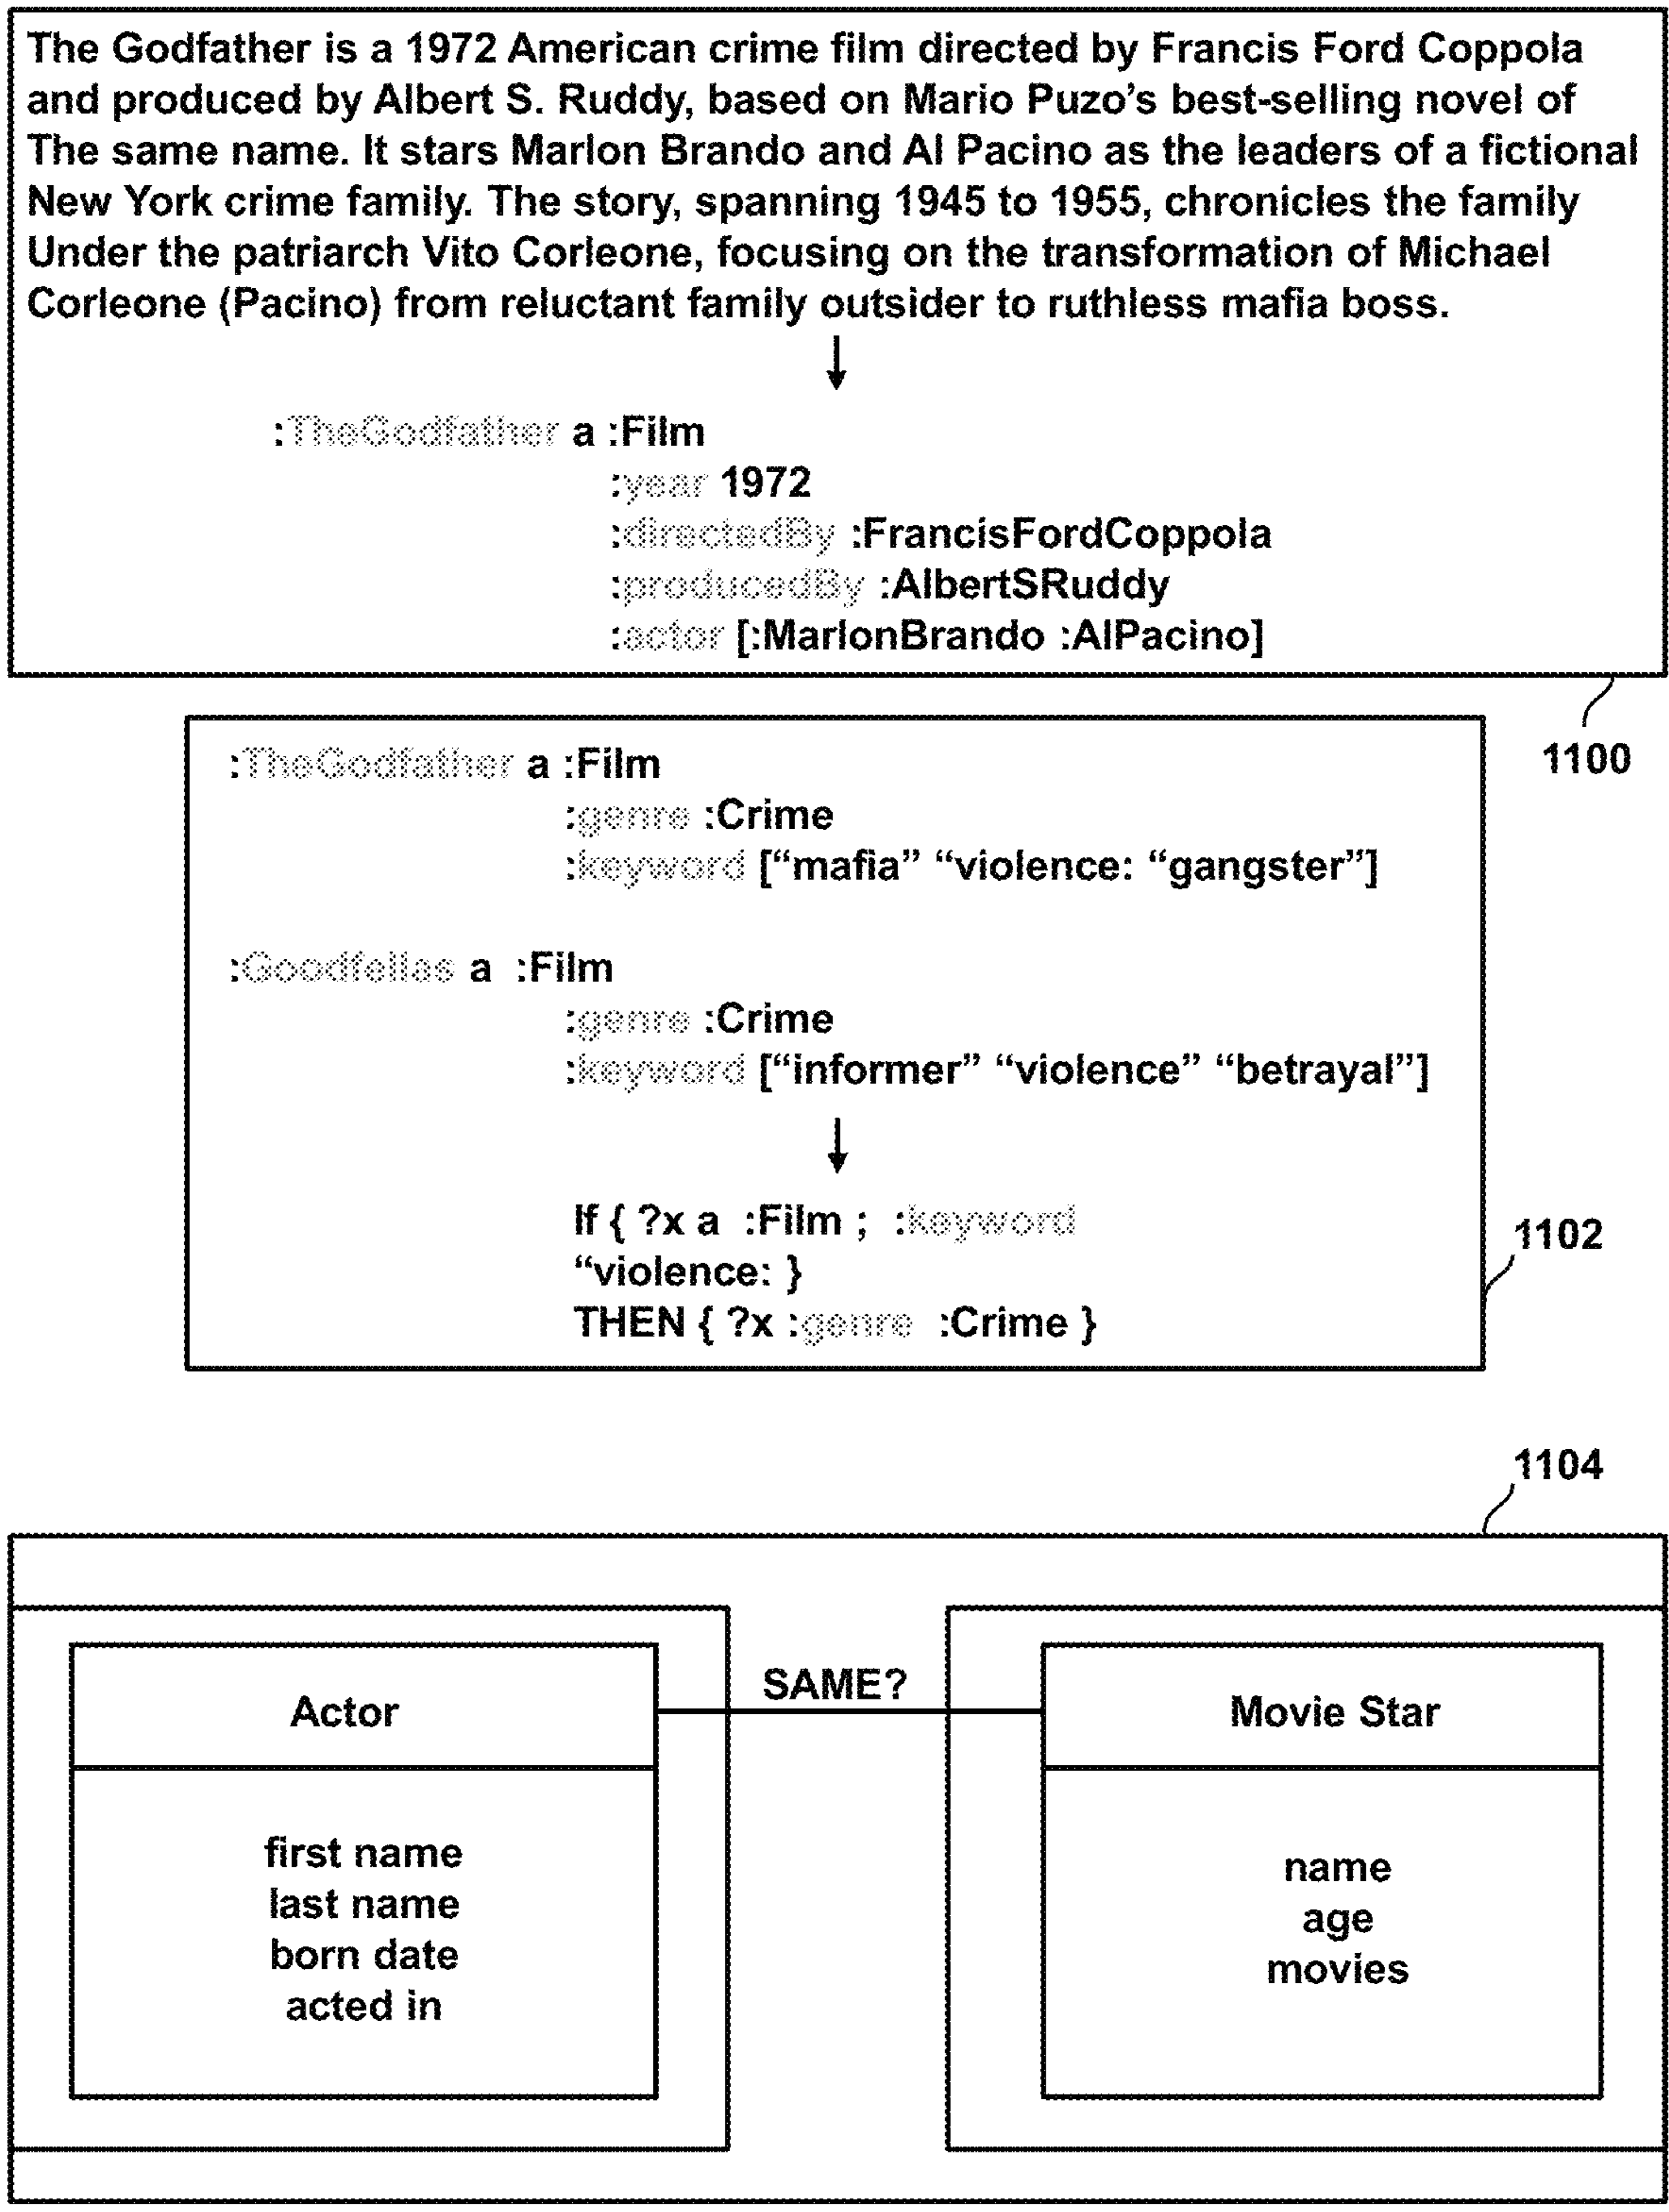 The Godfather is a 1972 American crime film directed by Francis Ford Coppola
and produced by Albert S. Ruddy, based on Mario Puzo’s best-selling novel of
The same name. It stars Marlon Brando and Al Pacino as the leaders of a fictional
New York crime family. The story, spanning 1945 to 1955, chronicles the family
Under the patriarch Vito Corleone, focusing on the transformation of Michael
Corleone (Pacino) from reluctant family outsider to ruthless mafia boss.
:TheGodfather a :Film
:year 1972
:directedBy :FrancisFordCoppola
:producedBy :AlbertSRuddy
:actor [:MarlonBrando :AlPacino]
1100
:TheGodfather a :Film
:genre :Crime
:keyword [“mafia” “violence: “gangster”]
:Goodfellas a :Film
:genre :Crime
:keyword [“informer” “violence” “betrayal”]
If { ?x a :Film ; :keyword
“violence: }
THEN { ?x :genre :Crime }
1102
1104
Actor
SAME?
Movie Star
first name
last name
born date
acted in
name
age
movies